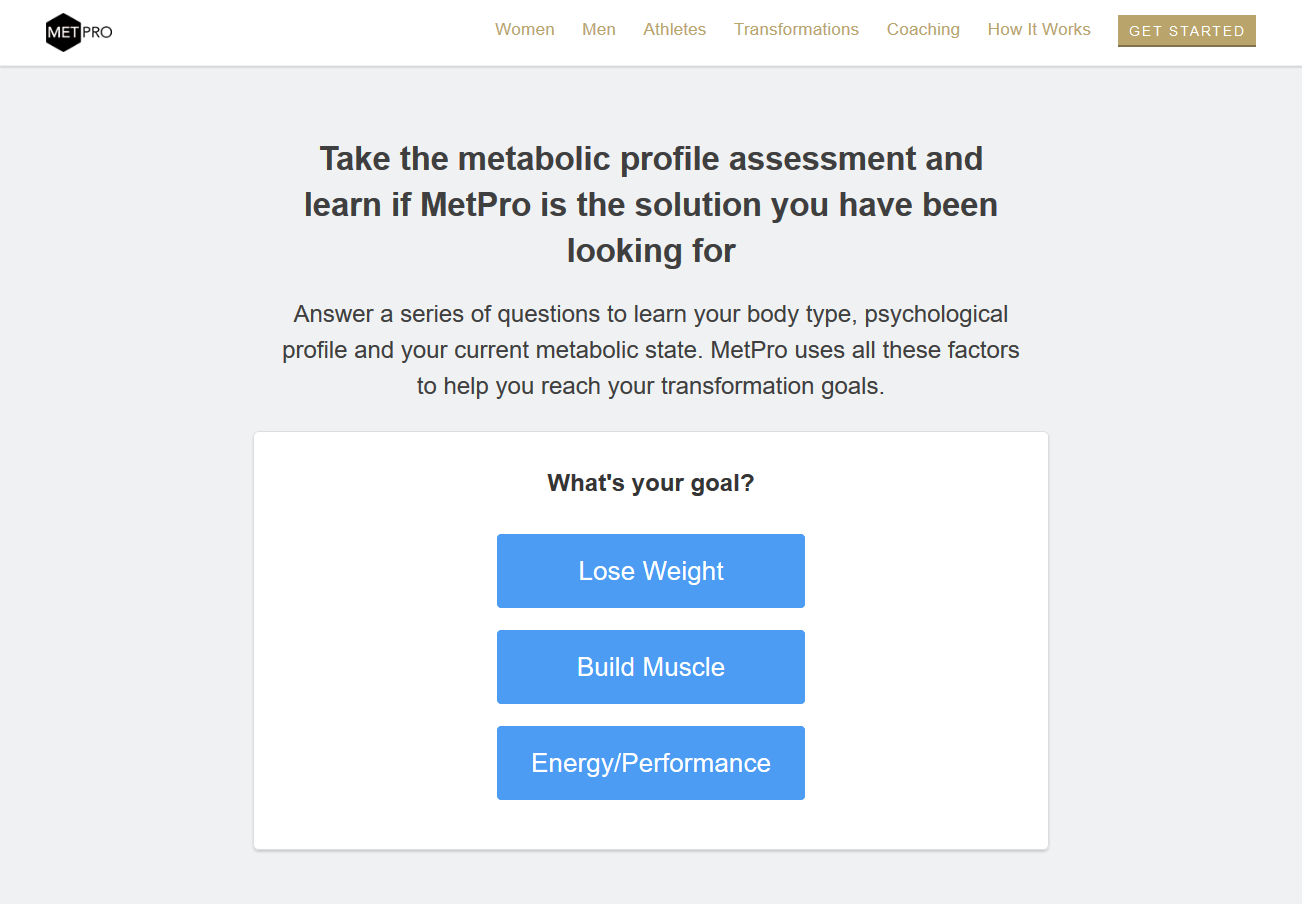 METPRO
Women
Men
Athletes
Transformations
Coaching
How It Works
GET STARTED
Take the metabolic profile assessment and
learn if MetPro is the solution you have been
looking for
Answer a series of questions to learn your body type, psychological
profile and your current metabolic state. MetPro uses all these factors
to help you reach your transformation goals.
What's your goal?
Lose Weight
Build Muscle
Energy/Performance